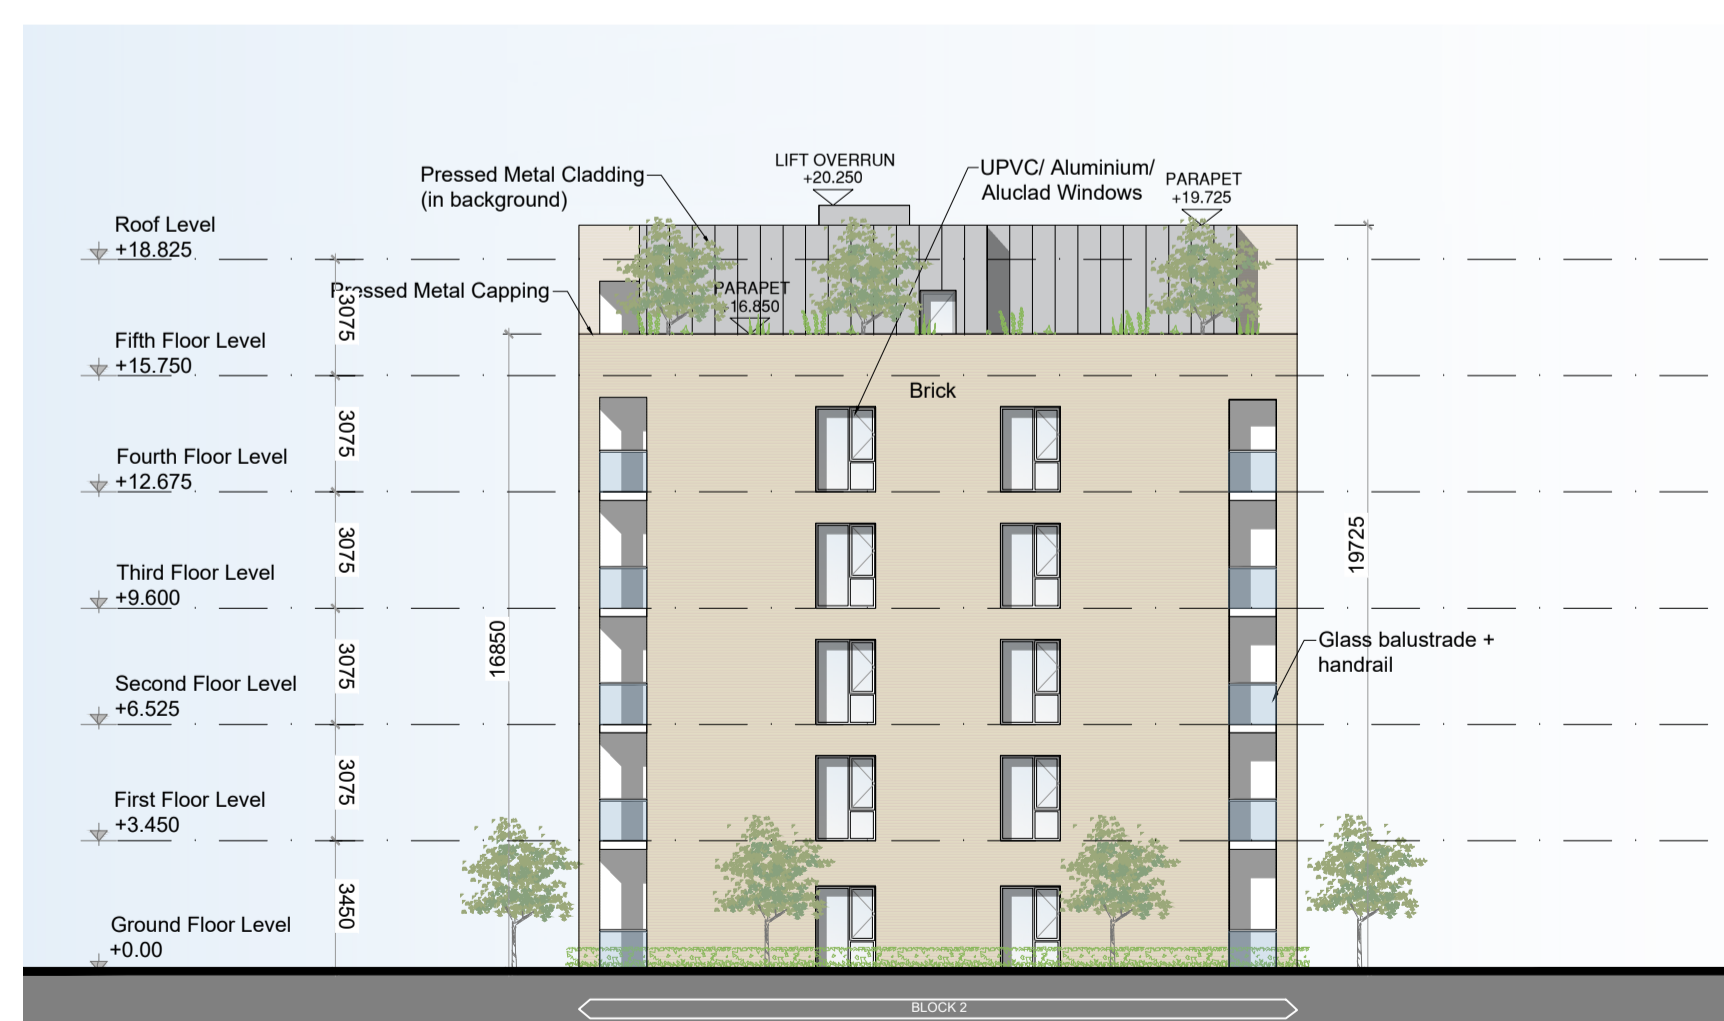 LIFT OVERRUN
+20.250
UPVC/ Aluminium/
Aluclad Windows
PARAPET
+19.725
Pressed Metal Cladding
(in background)
Roof Level
+18.825
Pressed Metal Capping
3075
PARAPET
16.850
Fifth Floor Level
+15.750
Brick
3075
Fourth Floor Level
+12.675
3075
19725
Third Floor Level
+9.600
16850
Glass balustrade +
handrail
3075
Second Floor Level
+6.525
3075
First Floor Level
+3.450
3450
Ground Floor Level
+0.00
BLOCK 2